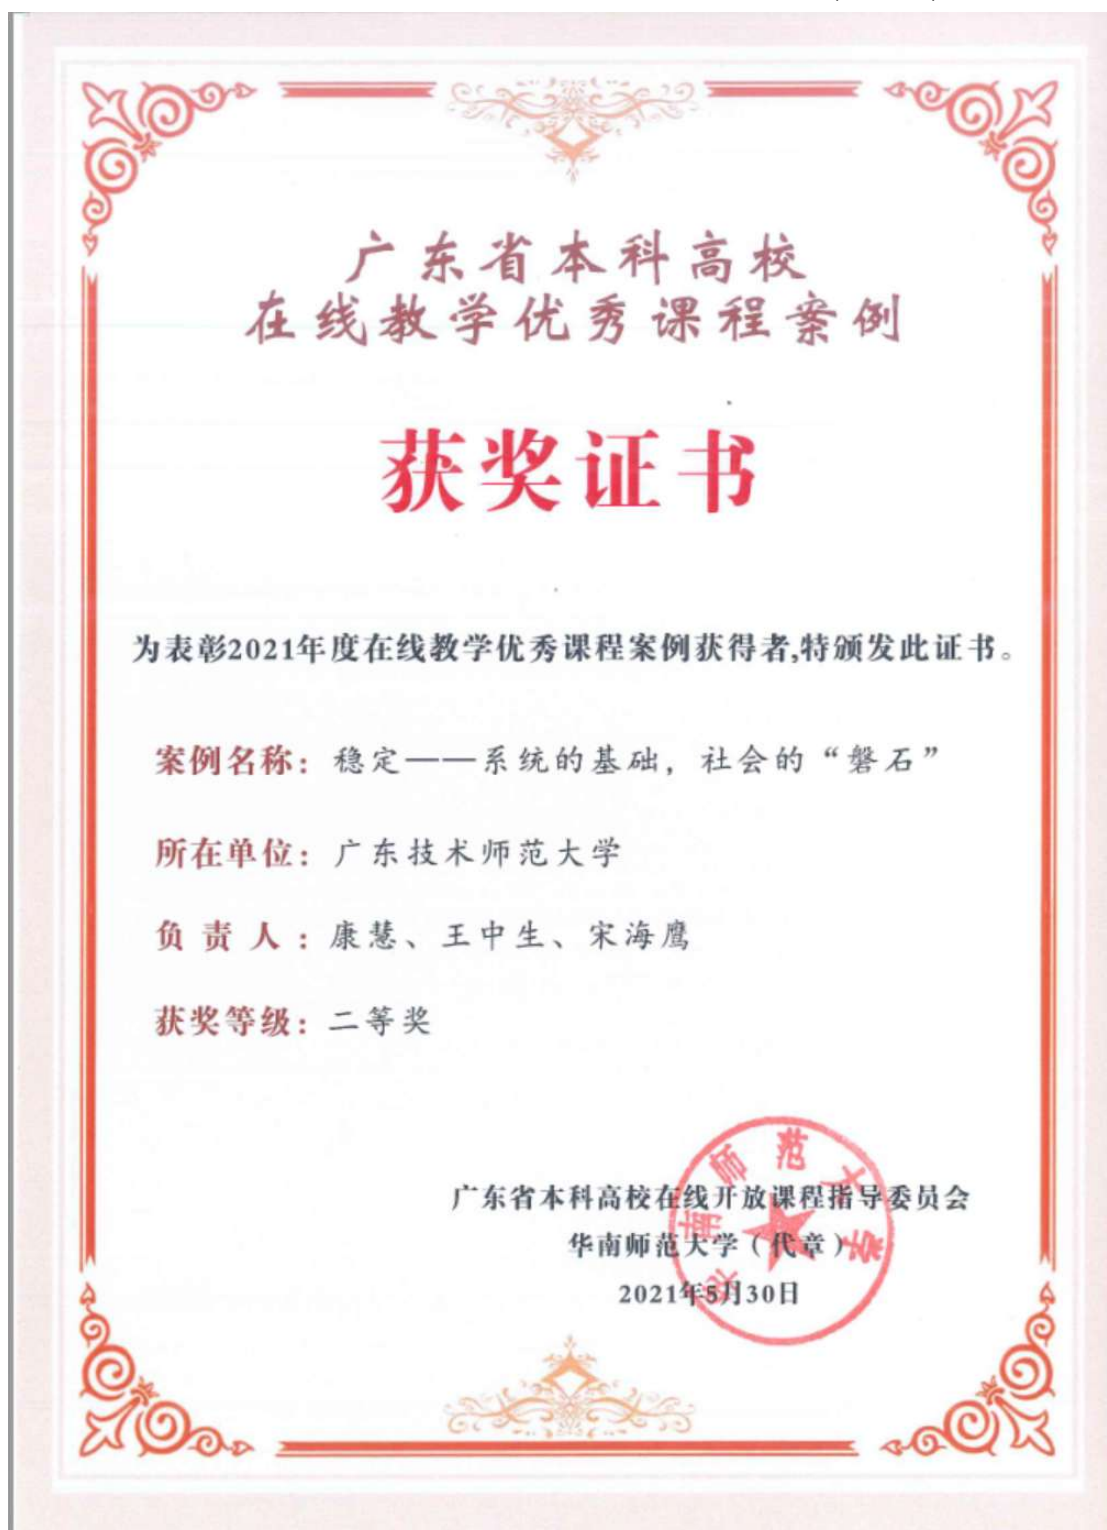 广东省本科高校
在线教学优秀课程案例
获奖证书
为表彰2021年度在线教学优秀课程案例获得者,特颁发此证书。
案例名称：稳定——系统的基础，社会的“磐石”
所在单位：广东技术师范大学
负责人：康慧、王中生、宋海鹰
获奖等级：二等奖
华南师范大学
广东省本科高校在线开放课程指导委员会
华南师范大学（代章）
2021年5月30日